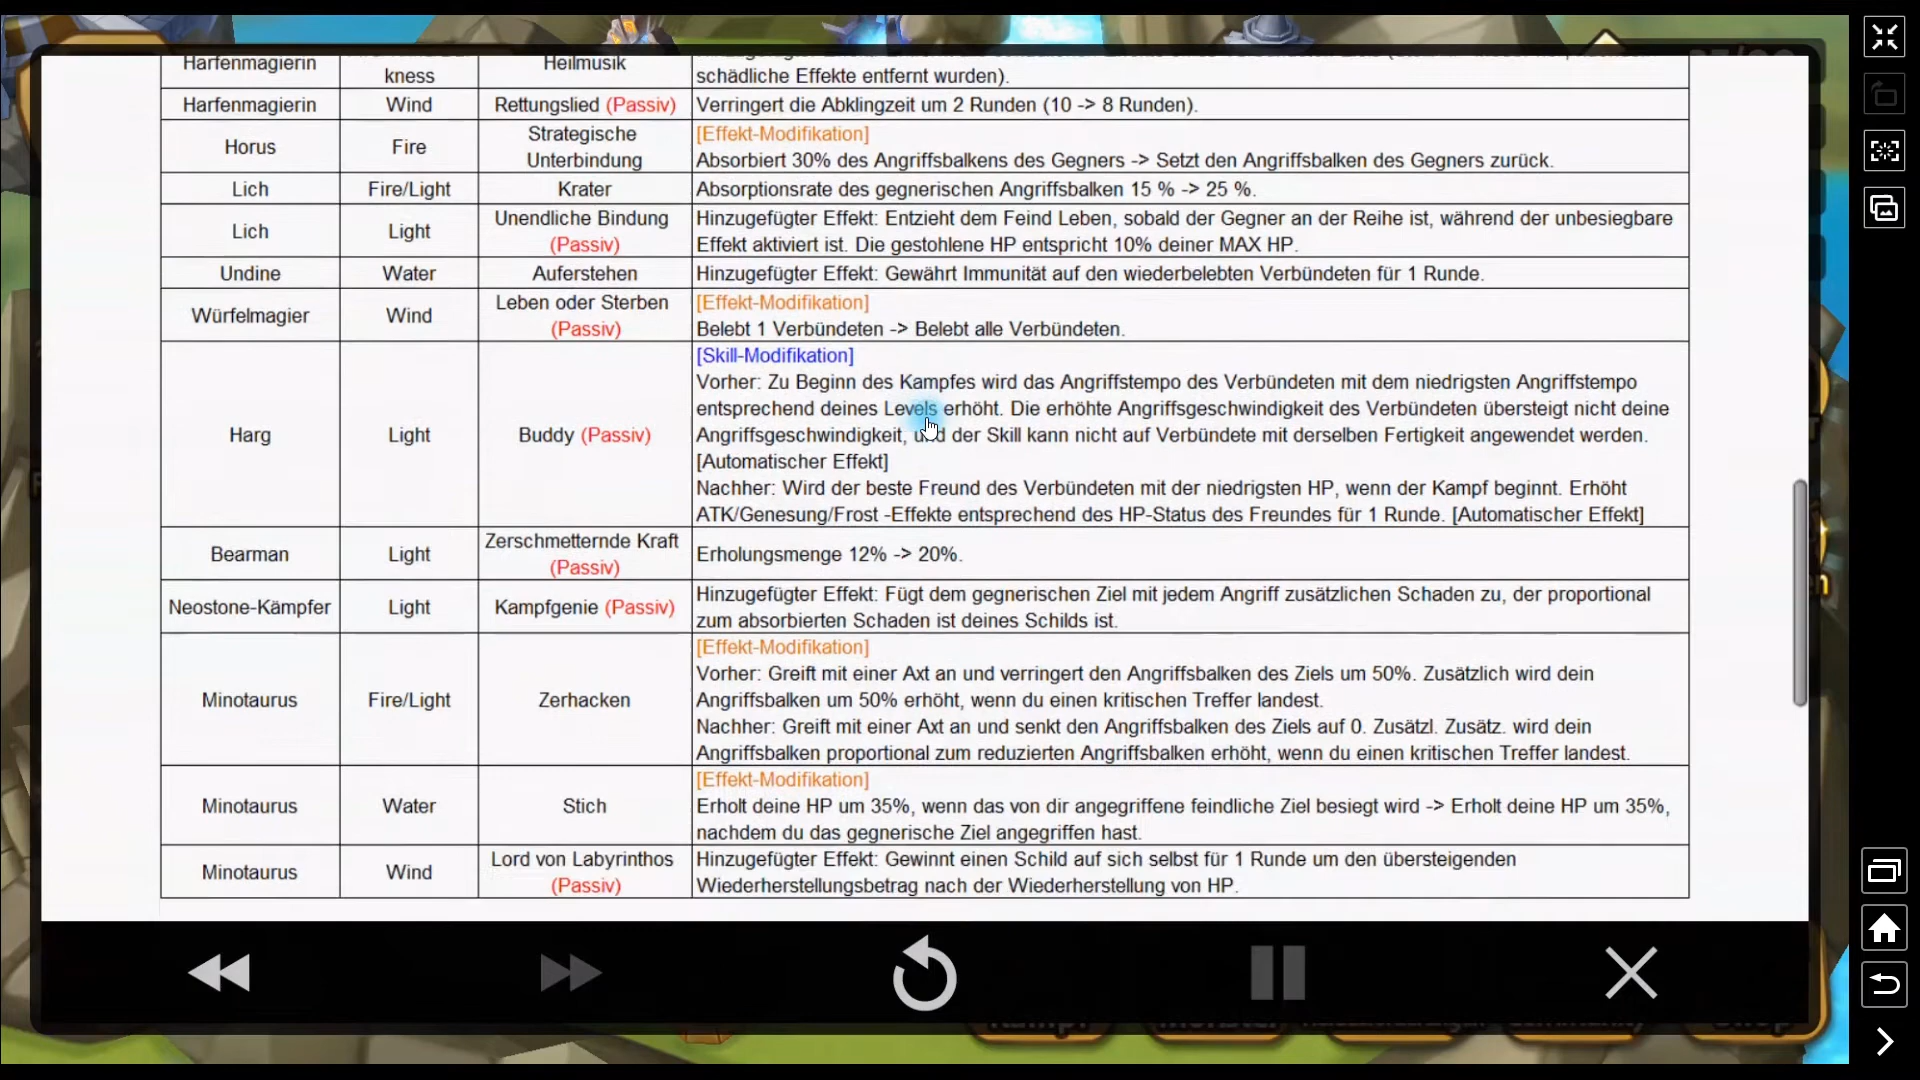 Harfenmagierin
kness
Heilmusik
schädliche Effekte entfernt wurden).
Harfenmagierin
Wind
Rettungslied (Passiv)
Verringert die Abklingzeit um 2 Runden (10 -> 8 Runden).
Horus
Fire
Strategische
Unterbindung
[Effekt-Modifikation]
Absorbiert 30% des Angriffsbalkens des Gegners -> Setzt den Angriffsbalken des Gegners zurück.
Lich
Fire/Light
Krater
Absorptionsrate des gegnerischen Angriffsbalken 15 % -> 25 %.
Lich
Light
Unendliche Bindung
(Passiv)
Hinzugefügter Effekt: Entzieht dem Feind Leben, sobald der Gegner an der Reihe ist, während der unbesiegbare
Effekt aktiviert ist. Die gestohlene HP entspricht 10% deiner MAX HP.
Undine
Water
Auferstehen
Hinzugefügter Effekt: Gewährt Immunität auf den wiederbelebten Verbündeten für 1 Runde.
Würfelmagier
Wind
Leben oder Sterben
(Passiv)
[Effekt-Modifikation]
Belebt 1 Verbündeten -> Belebt alle Verbündeten.
Harg
Light
Buddy (Passiv)
[Skill-Modifikation]
Vorher: Zu Beginn des Kampfes wird das Angriffstempo des Verbündeten mit dem niedrigsten Angriffstempo
entsprechend deines Levels erhöht. Die erhöhte Angriffsgeschwindigkeit des Verbündeten übersteigt nicht deine
Angriffsgeschwindigkeit, und der Skill kann nicht auf Verbündete mit derselben Fertigkeit angewendet werden.
[Automatischer Effekt]
Nachher: Wird der beste Freund des Verbündeten mit der niedrigsten HP, wenn der Kampf beginnt. Erhöht
ATK/Genesung/Frost -Effekte entsprechend des HP-Status des Freundes für 1 Runde. [Automatischer Effekt]
Bearman
Light
Zerschmetternde Kraft
(Passiv)
Erholungsmenge 12% -> 20%.
Neostone-Kämpfer
Light
Kampfgenie (Passiv)
Hinzugefügter Effekt: Fügt dem gegnerischen Ziel mit jedem Angriff zusätzlichen Schaden zu, der proportional
zum absorbierten Schaden ist deines Schilds ist.
Minotaurus
Fire/Light
Zerhacken
[Effekt-Modifikation]
Vorher: Greift mit einer Axt an und verringert den Angriffsbalken des Ziels um 50%. Zusätzlich wird dein
Angriffsbalken um 50% erhöht, wenn du einen kritischen Treffer landest.
Nachher: Greift mit einer Axt an und senkt den Angriffsbalken des Ziels auf 0. Zusätzl. Zusätz. wird dein
Angriffsbalken proportional zum reduzierten Angriffsbalken erhöht, wenn du einen kritischen Treffer landest.
Minotaurus
Water
Stich
[Effekt-Modifikation]
Erholt deine HP um 35%, wenn das von dir angegriffene feindliche Ziel besiegt wird -> Erholt deine HP um 35%,
nachdem du das gegnerische Ziel angegriffen hast.
Minotaurus
Wind
Lord von Labyrinthos
(Passiv)
Hinzugefügter Effekt: Gewinnt einen Schild auf sich selbst für 1 Runde um den übersteigenden
Wiederherstellungsbetrag nach der Wiederherstellung von HP.